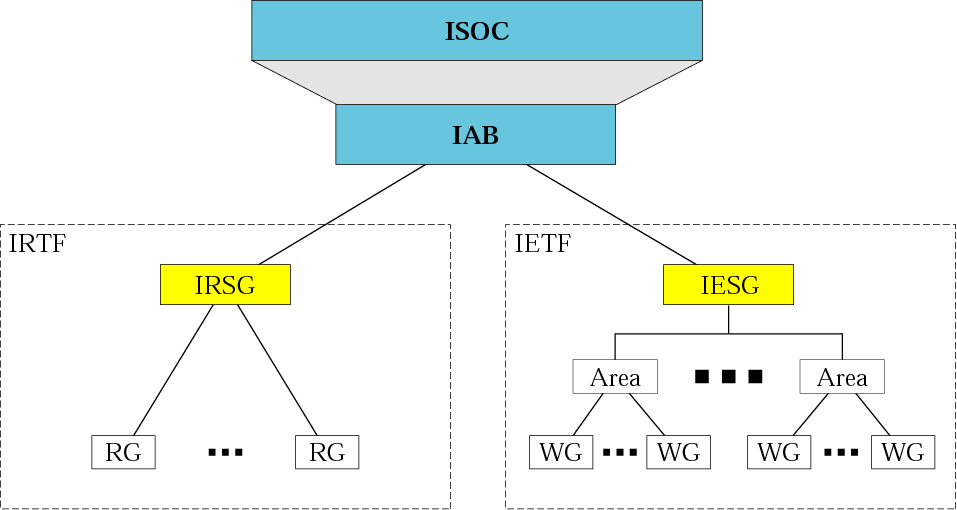 ISOC
IAB
IRTF
IETF
IRSG
IESG
Area
Area
RG
RG
WG
WG
WG
WG